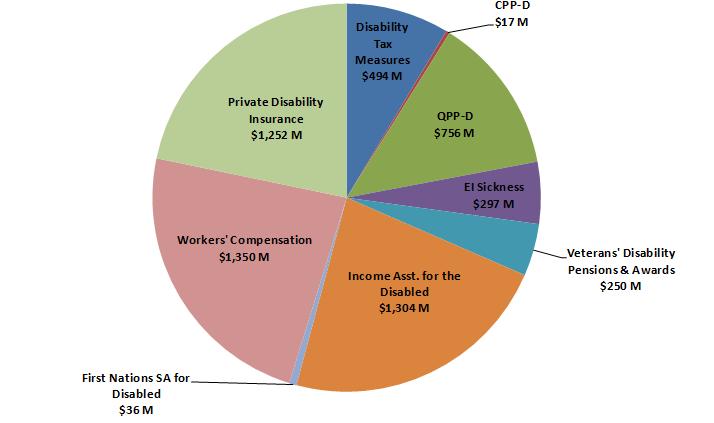 CPP-D
$17 M
Disability
Tax
Measures
$494 M
QPP-D
$756 M
EI Sickness
$297 M
Veterans' Disability
Pensions & Awards
$250 M
Income Asst. for the
Disabled
$1,304 M
First Nations SA for
Disabled
$36 M
Workers' Compensation
$1,350 M
Private Disability
Insurance
$1,252 M